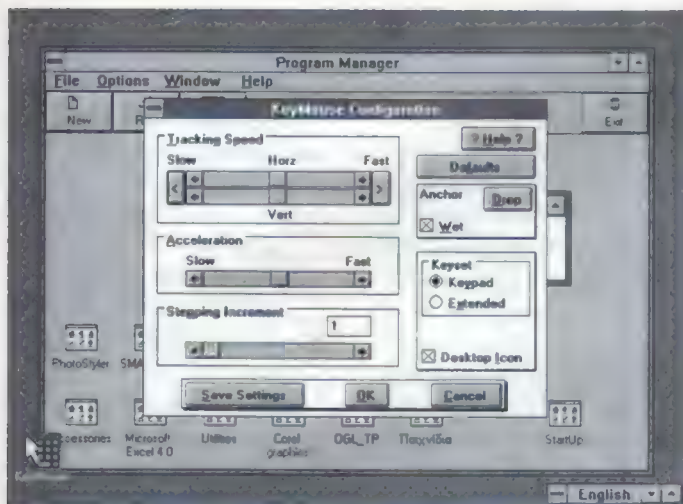 Program Manager
File Options Window Help
New
Exit
KeyMouse Configuration
Tracking Speed
Slow Horz Fast
Vert
Acceleration
Slow Fast
Stepping Increment
1
? Help ?
Defaults
Anchor Drop
Wet
Keyset
Keypad
Extended
Desktop Icon
Save Settings OK Cancel
PhotoStyler
Microsoft Excel 4.0
Utilities
Corel graphics
OGL_TP
Παιχνίδια
StartUp
English